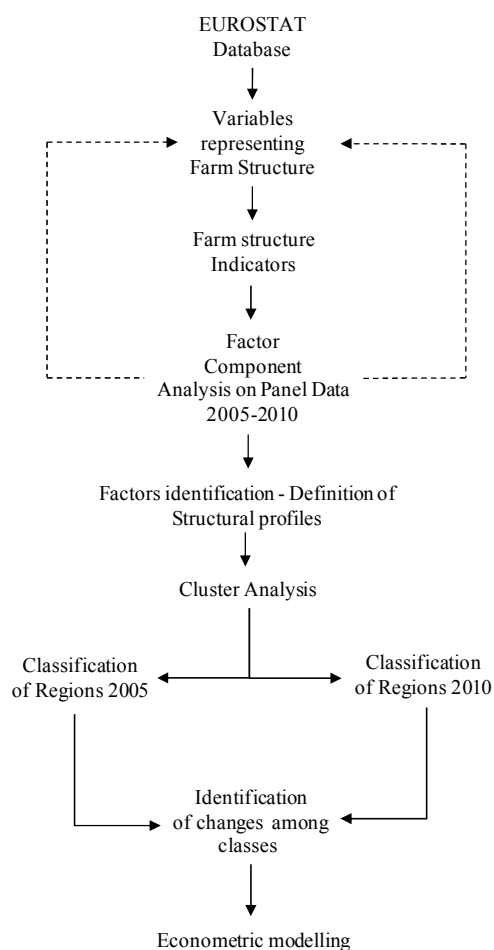 EUROSTAT
Database
Variables
representing
Farm Structure
Farm structure
Indicators
Factor
Component
Analysis on Panel Data
2005-2010
Factors identification - Definition of
Structural profiles
Cluster Analysis
Classification
of Regions 2005
Classification
of Regions 2010
Identification
of changes among
classes
Econometric modelling